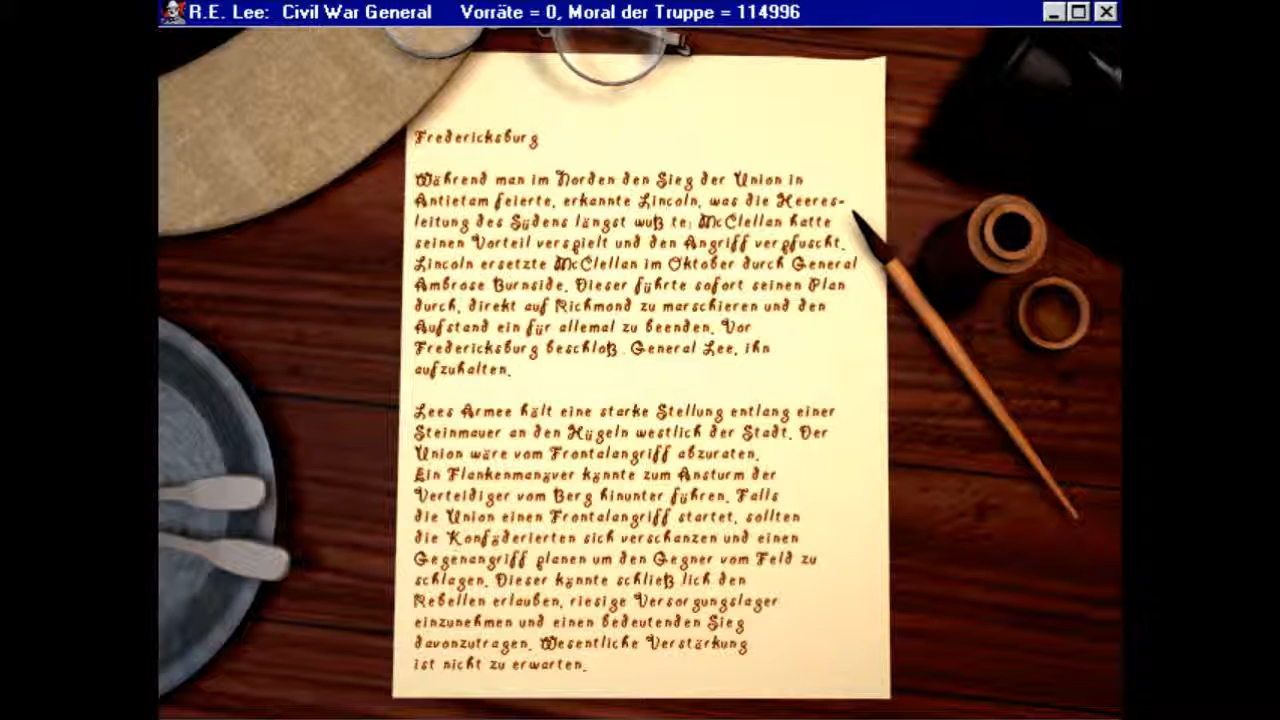 R.E. Lee: Civil War General Vorräte = 0, Moral der Truppe = 114996
Fredericksburg
Während man im Norden den Sieg der Union in
Antietam feierte, erkannte Lincoln, was die Heeres-
leitung des Südens längst wuß te; McClellan hatte
seinen Vorteil verspielt und den Angriff verpfuscht.
Lincoln ersetzte McClellan im Oktober durch General
Ambrose Burnside. Dieser führte sofort seinen Plan
durch, direkt auf Richmond zu marschieren und den
Aufstand ein für allemal zu beenden. Vor
Fredericksburg beschloß General Lee, ihn
aufzuhalten.
Lees Armee hält eine starke Stellung entlang einer
Steinmauer an den Hügeln westlich der Stadt. Der
Union wäre vom Frontalangriff abzuraten.
Ein Flankenmanöver könnte zum Ansturm der
Verteidiger vom Berg hinunter führen. Falls
die Union einen Frontalangriff startet, sollten
die Konföderierten sich verschanzen und einen
Gegenangriff planen um den Gegner vom Feld zu
schlagen. Dieser könnte schließ lich den
Rebellen erlauben, riesige Versorgungslager
einzunehmen und einen bedeutenden Sieg
davonzutragen. Wesentliche Verstärkung
ist nicht zu erwarten.